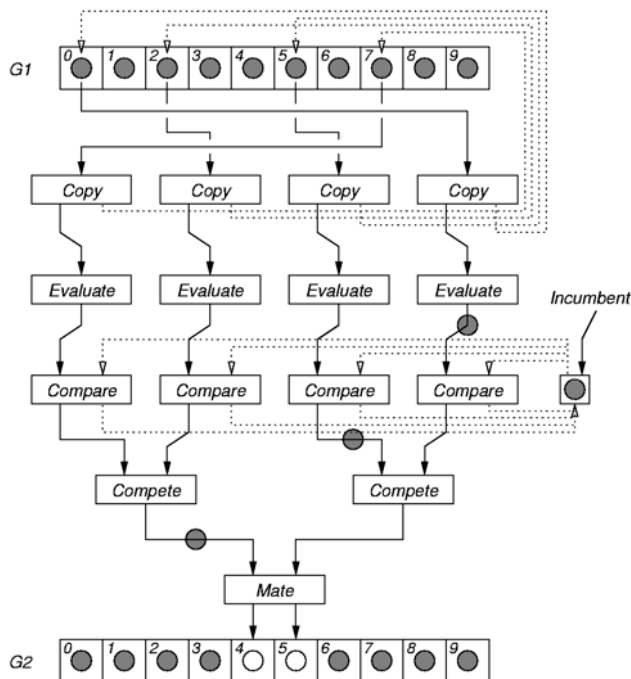 G1 0 1 2 3 4 5 6 7 8 9
Copy Copy Copy Copy
Evaluate Evaluate Evaluate Evaluate
Incumbent
Compare Compare Compare Compare
Compete Compete
Mate
G2 0 1 2 3 4 5 6 7 8 9